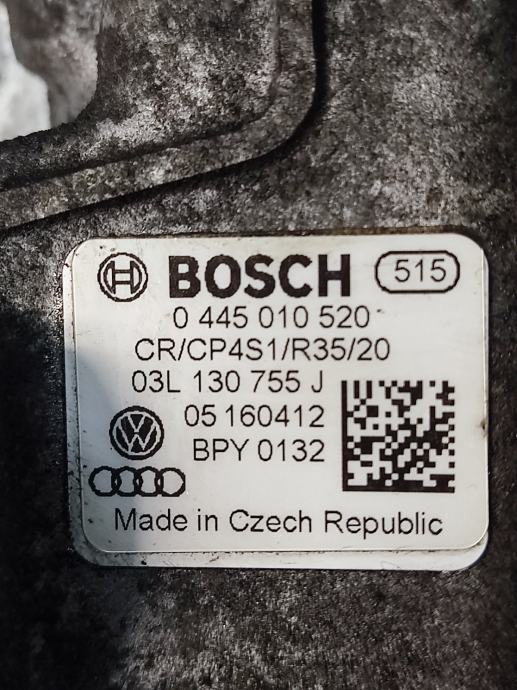 BOSCH 515
0 445 010 520
CR/CP4S1/R35/20
03L 130 755 J
05 160412
BPY 0132
Made in Czech Republic